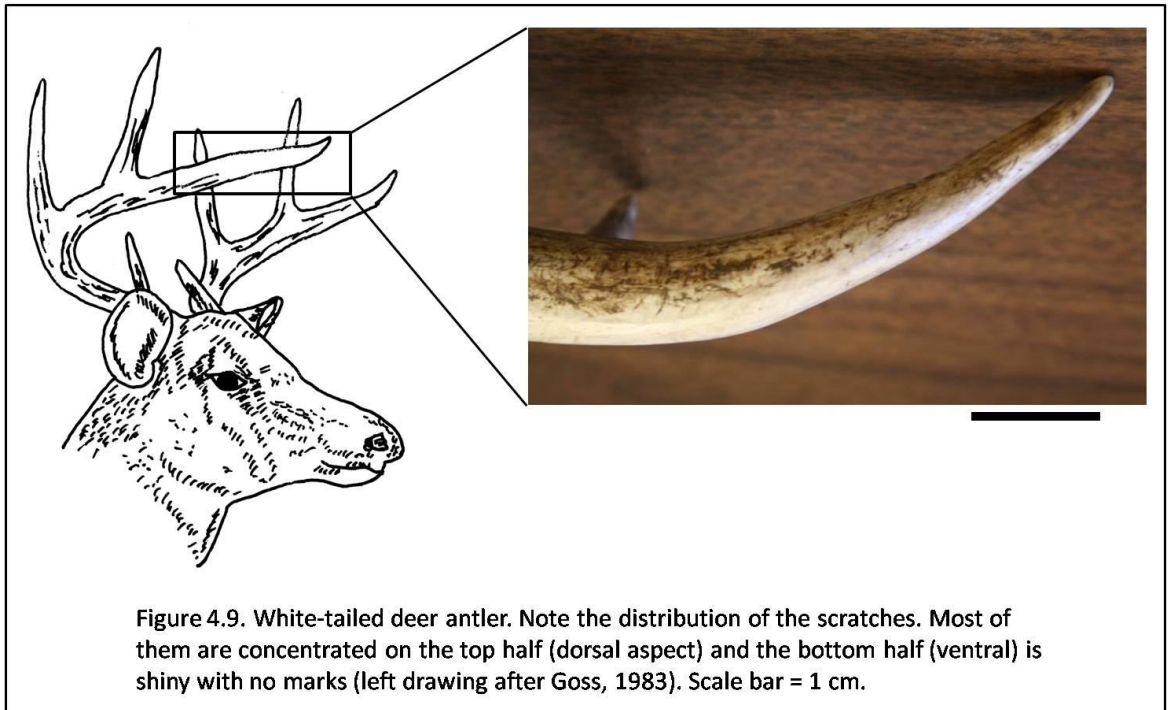 Figure 4.9. White-tailed deer antler. Note the distribution of the scratches. Most of
them are concentrated on the top half (dorsal aspect) and the bottom half (ventral) is
shiny with no marks (left drawing after Goss, 1983). Scale bar = 1 cm.